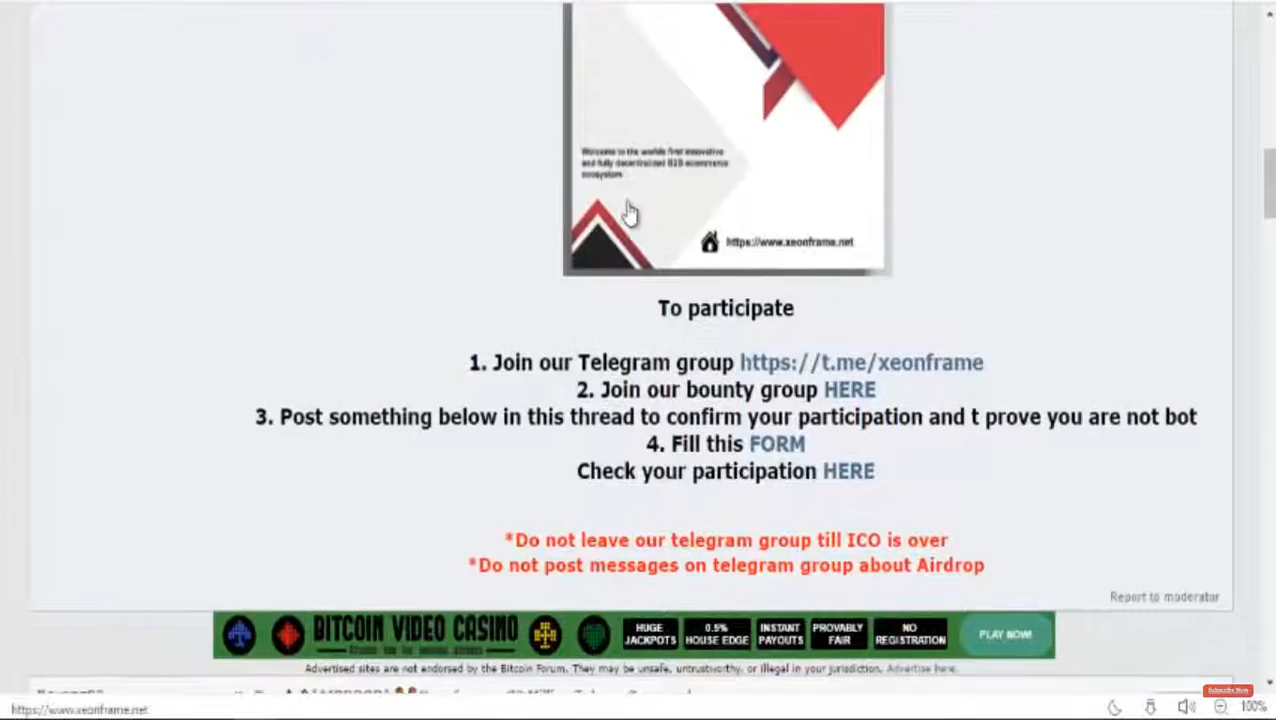 Welcome to the worlds first innovative
and fully decentralized B2B ecommerce
ecosystem
https://www.xeonframe.net
To participate
1. Join our Telegram group https://t.me/xeonframe
2. Join our bounty group HERE
3. Post something below in this thread to confirm your participation and t prove you are not bot
4. Fill this FORM
Check your participation HERE
*Do not leave our telegram group till ICO is over
*Do not post messages on telegram group about Airdrop
Report to moderator
BITCOIN VIDEO CASINO
HUGE
JACKPOTS
0.5%
HOUSE EDGE
INSTANT
PAYOUTS
PROVABLY
FAIR
NO
REGISTRATION
PLAY NOW!
Advertised sites are not endorsed by the Bitcoin Forum. They may be unsafe, untrustworthy, or illegal in your jurisdiction. Advertise here.
Subscribe Now
https://www.xeonframe.net
100%